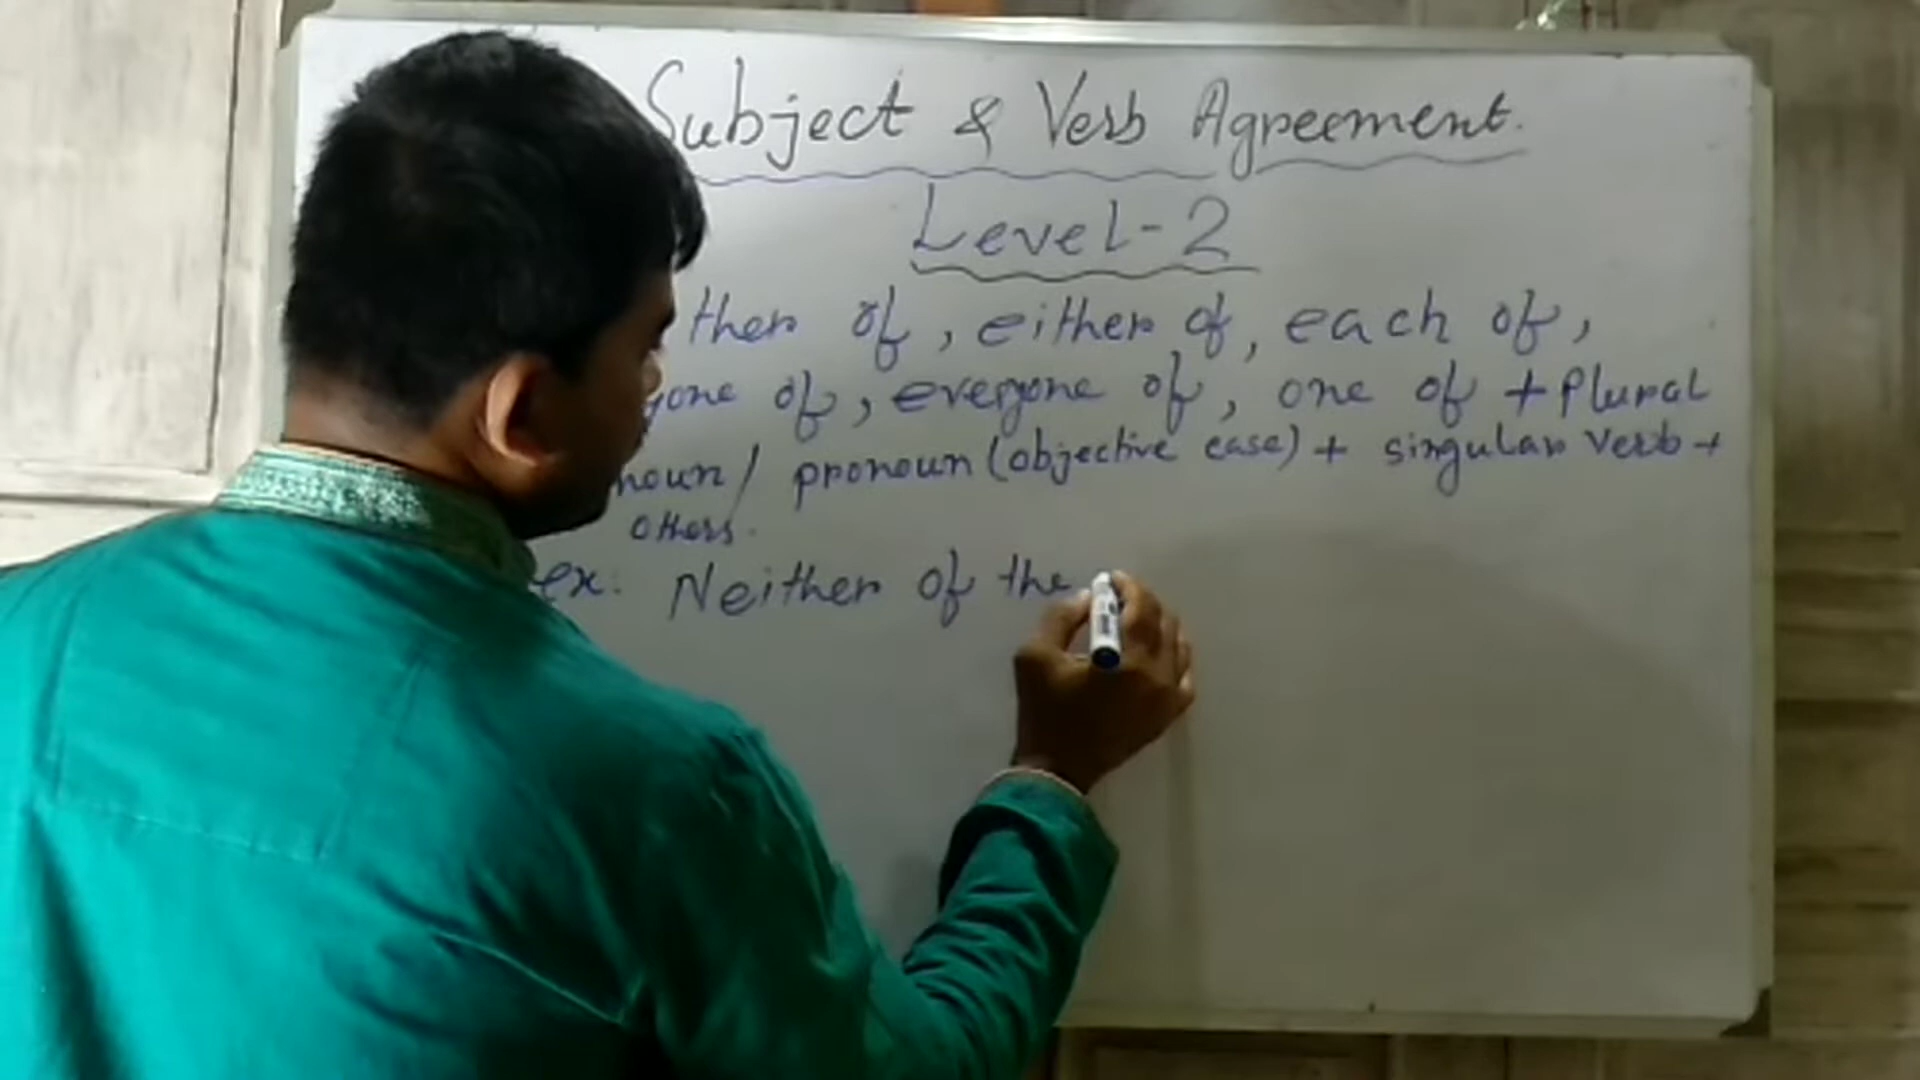 Subject & Verb Agreement.
Level-2
ther of, either of, each of,
yone of, everyone of, one of + Plural
noun / pronoun (objective case) + singular verb +
others.
ex: Neither of the